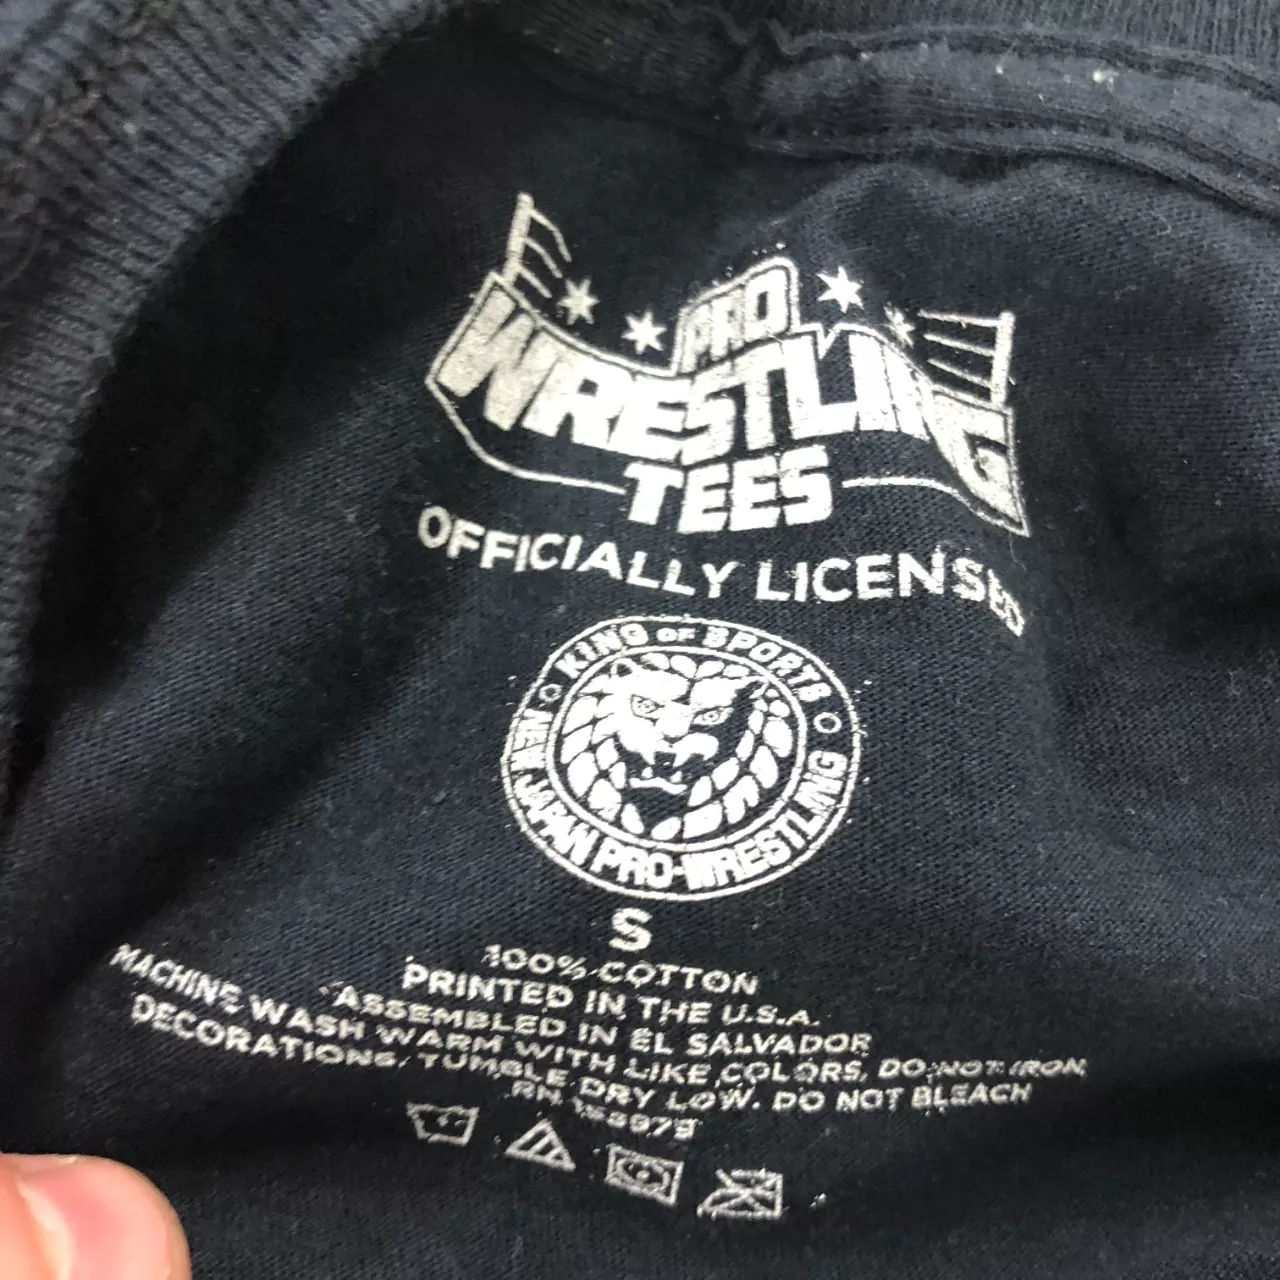 PRO
WRESTLING
TEES
OFFICIALLY LICENSED
KING OF SPORTS
NEW JAPAN PRO-WRESTLING
S
100% COTTON
PRINTED IN THE U.S.A.
ASSEMBLED IN EL SALVADOR
MACHINE WASH WARM WITH LIKE COLORS, DO NOT IRON
DECORATIONS, TUMBLE DRY LOW. DO NOT BLEACH
RN